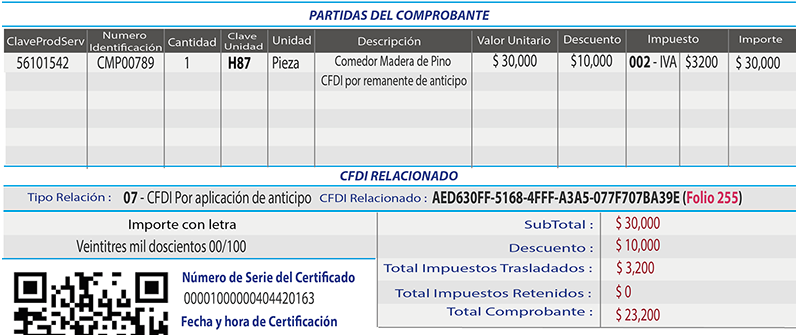 PARTIDAS DEL COMPROBANTE
ClaveProdServ Numero Identificación Cantidad Clave Unidad Unidad Descripción Valor Unitario Descuento Impuesto Importe
56101542 CMP00789 1 H87 Pieza Comedor Madera de Pino $ 30,000 $10,000 002 - IVA $3200 $ 30,000
CFDI por remanente de anticipo
CFDI RELACIONADO
Tipo Relación : 07 - CFDI Por aplicación de anticipo CFDI Relacionado : AED630FF-5168-4FFF-A3A5-077F707BA39E (Folio 255)
Importe con letra
Veintitres mil doscientos 00/100
SubTotal : $ 30,000
Descuento : $ 10,000
Total Impuestos Trasladados : $ 3,200
Total Impuestos Retenidos : $ 0
Total Comprobante : $ 23,200
Número de Serie del Certificado
00001000000404420163
Fecha y hora de Certificación